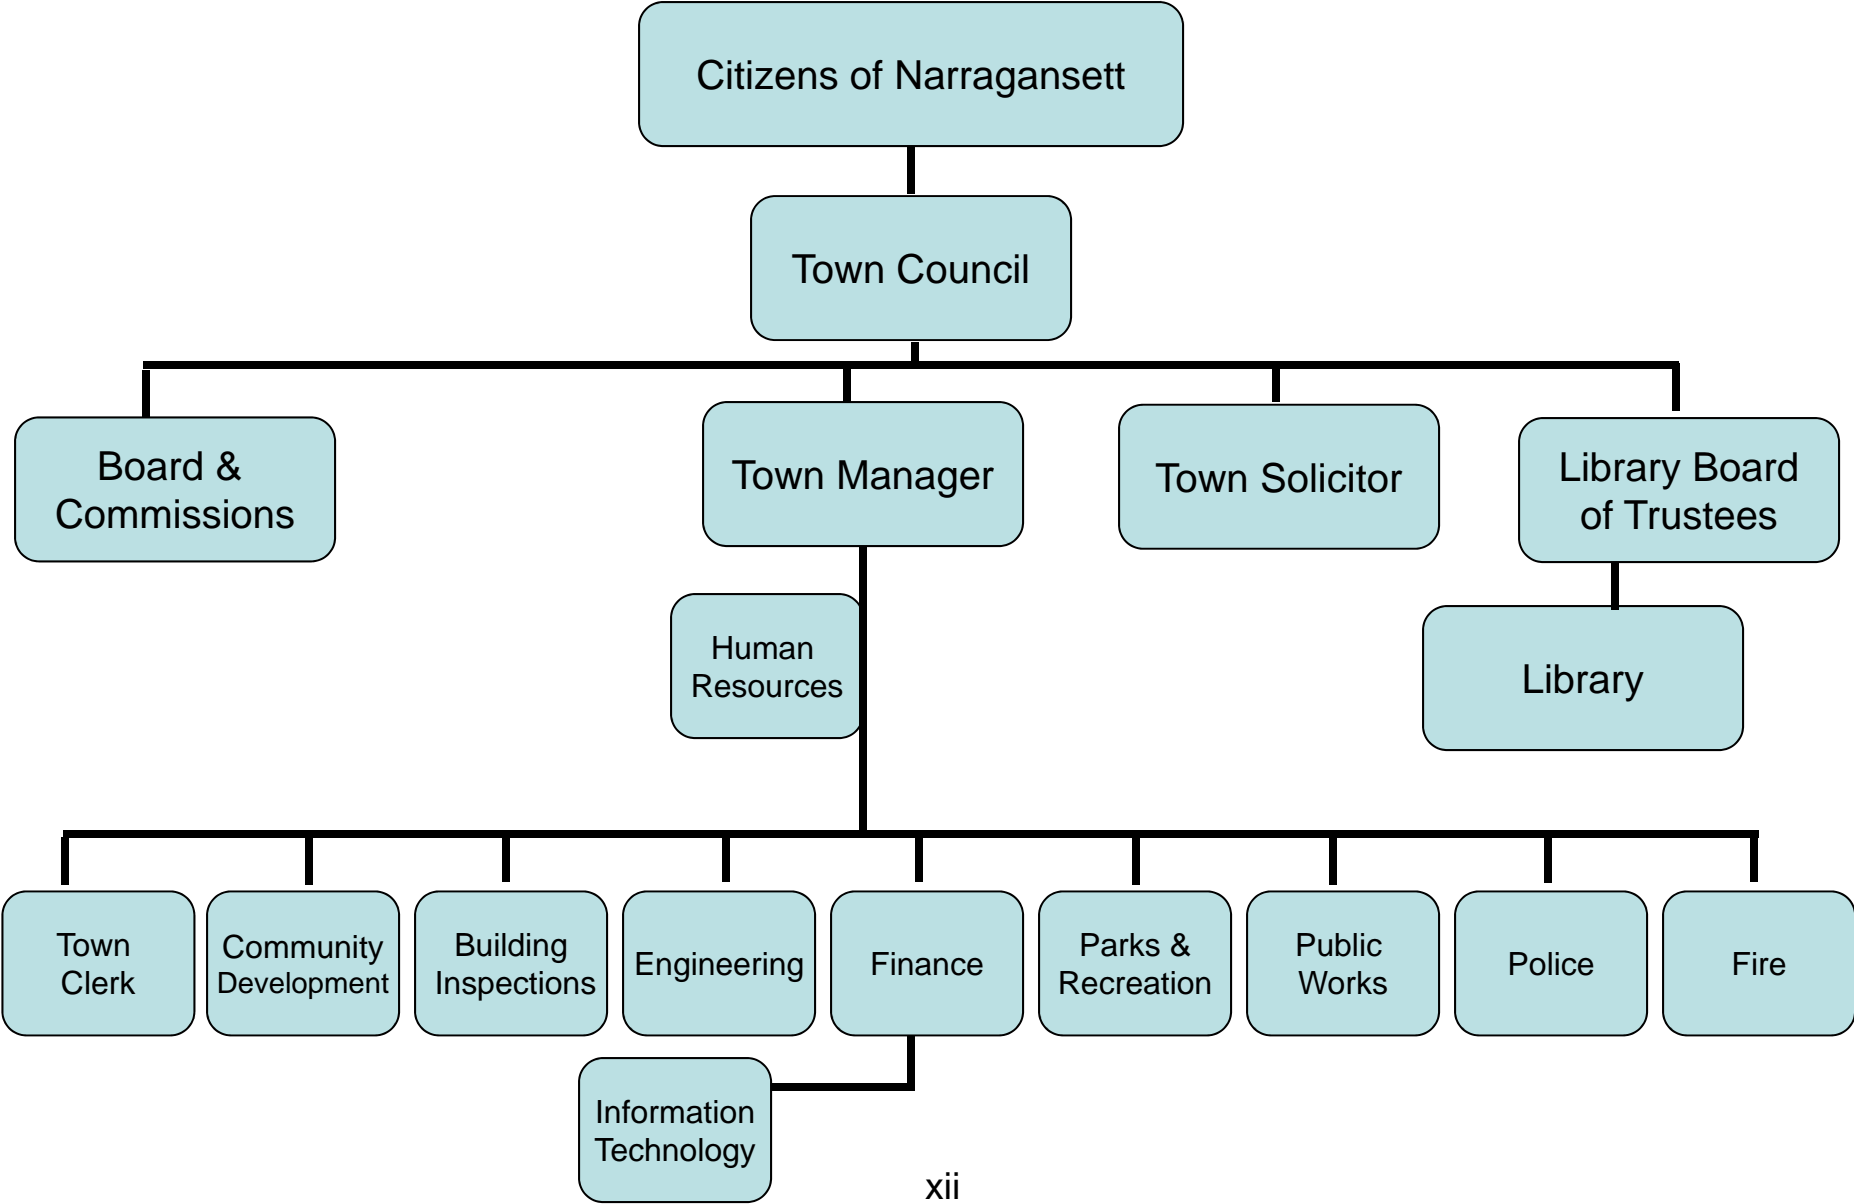 Citizens of Narragansett
Town Council
Board &
Commissions
Town Manager
Town Solicitor
Library Board
of Trustees
Human
Resources
Library
Town
Clerk
Community
Development
Building
Inspections
Engineering
Finance
Parks &
Recreation
Public
Works
Police
Fire
Information
Technology
xii